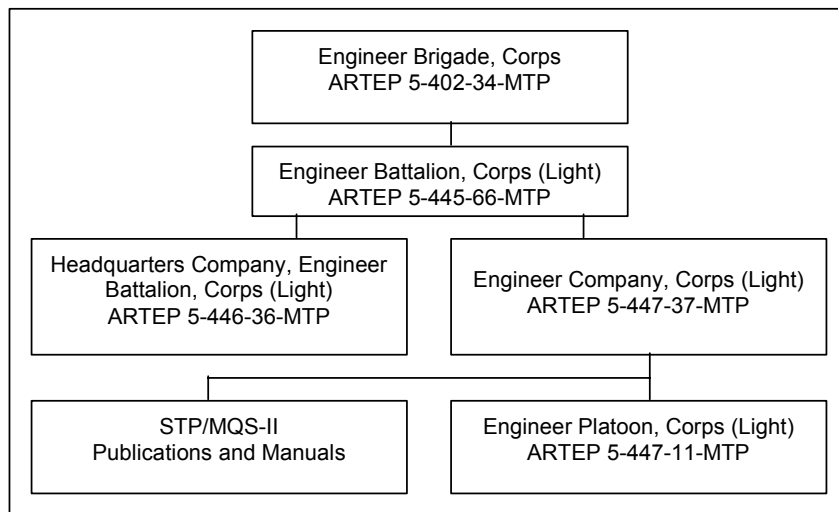 Engineer Brigade, Corps
ARTEP 5-402-34-MTP
Engineer Battalion, Corps (Light)
ARTEP 5-445-66-MTP
Headquarters Company, Engineer
Battalion, Corps (Light)
ARTEP 5-446-36-MTP
Engineer Company, Corps (Light)
ARTEP 5-447-37-MTP
STP/MQS-II
Publications and Manuals
Engineer Platoon, Corps (Light)
ARTEP 5-447-11-MTP